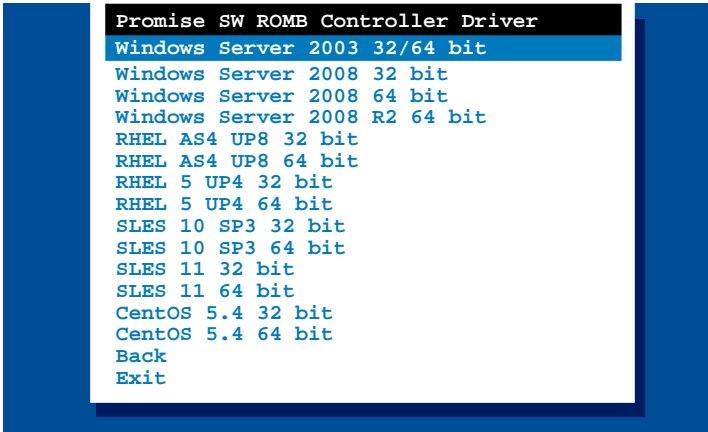 Promise SW ROMB Controller Driver
Windows Server 2003 32/64 bit
Windows Server 2008 32 bit
Windows Server 2008 64 bit
Windows Server 2008 R2 64 bit
RHEL AS4 UP8 32 bit
RHEL AS4 UP8 64 bit
RHEL 5 UP4 32 bit
RHEL 5 UP4 64 bit
SLES 10 SP3 32 bit
SLES 10 SP3 64 bit
SLES 11 32 bit
SLES 11 64 bit
CentOS 5.4 32 bit
CentOS 5.4 64 bit
Back
Exit